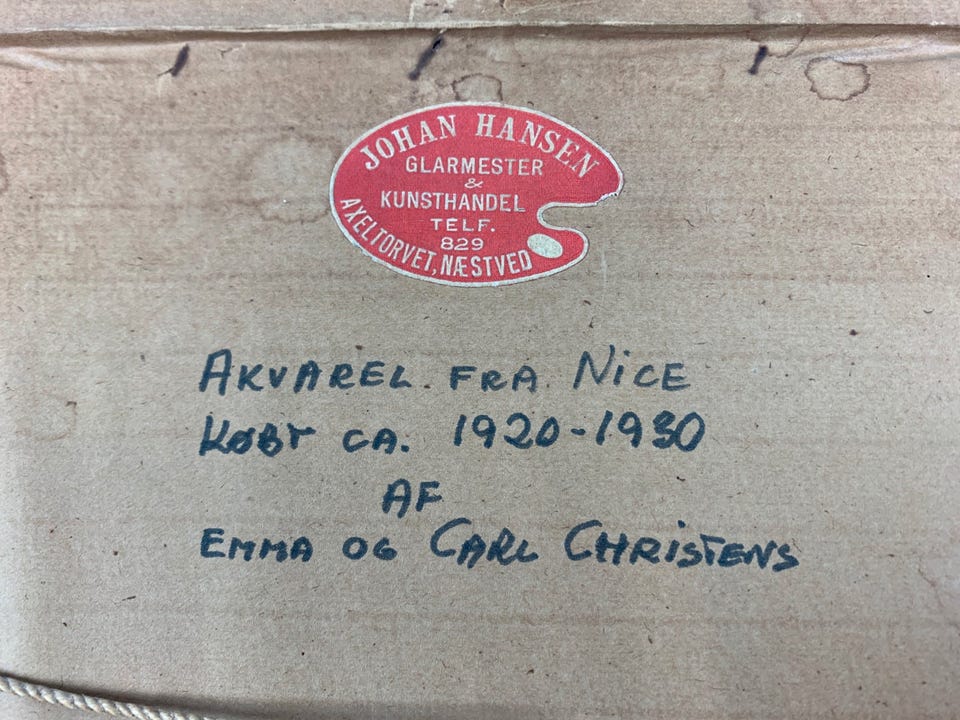 JOHAN HANSEN
GLARMESTER
&
KUNSTHANDEL
TELF.
829
AXELTORVET, NÆSTVED
AKVAREL FRA NICE
KØBT CA. 1920-1930
AF
EMMA OG CARL CHRISTENS